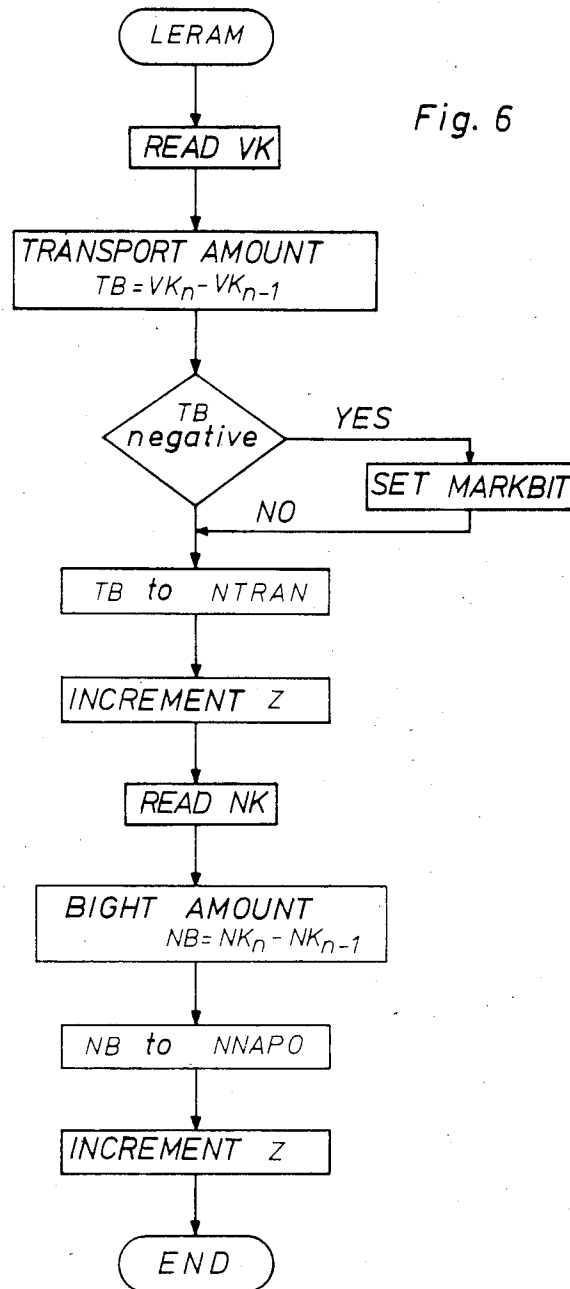 LERAM
Fig. 6
READ VK
TRANSPORT AMOUNT
TB = VKn - VKn-1
TB
negative
YES
SET MARKBIT
NO
TB to NTRAN
INCREMENT Z
READ NK
BIGHT AMOUNT
NB = NKn - NKn-1
NB to NNAPO
INCREMENT Z
END